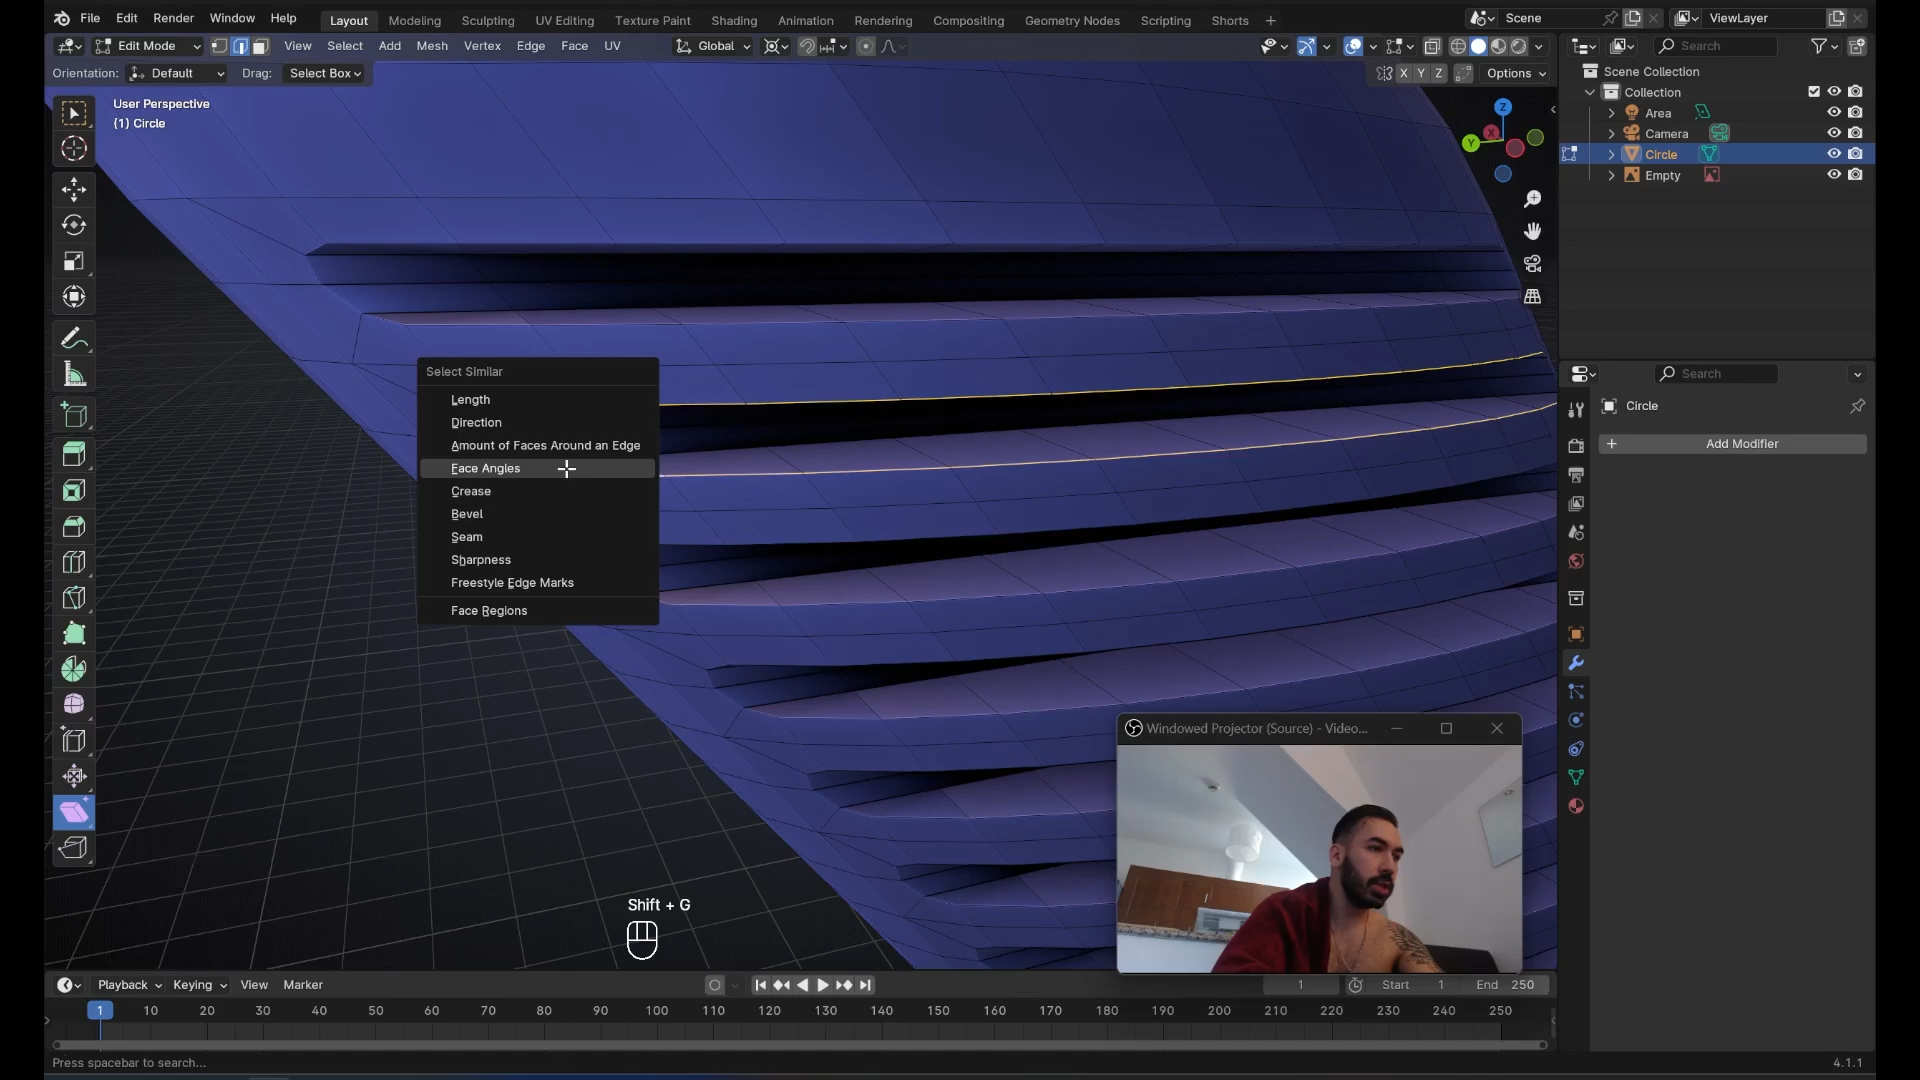 File Edit Render Window Help Layout Modeling Sculpting UV Editing Texture Paint Shading Animation Rendering Compositing Geometry Nodes Scripting Shorts + Scene ViewLayer
Edit Mode View Select Add Mesh Vertex Edge Face UV Global Search
Orientation: Default Drag: Select Box X Y Z Options
Scene Collection
Collection
Area
Camera
Circle
Empty
User Perspective
(1) Circle
Z
X
Y
Select Similar
Length
Direction
Amount of Faces Around an Edge
Face Angles
Crease
Bevel
Seam
Sharpness
Freestyle Edge Marks
Face Regions
Search
Circle
+ Add Modifier
Windowed Projector (Source) - Video...
Shift + G
Playback Keying View Marker 1 Start 1 End 250
1 10 20 30 40 50 60 70 80 90 100 110 120 130 140 150 160 170 180 190 200 210 220 230 240 250
Press spacebar to search... 4.1.1